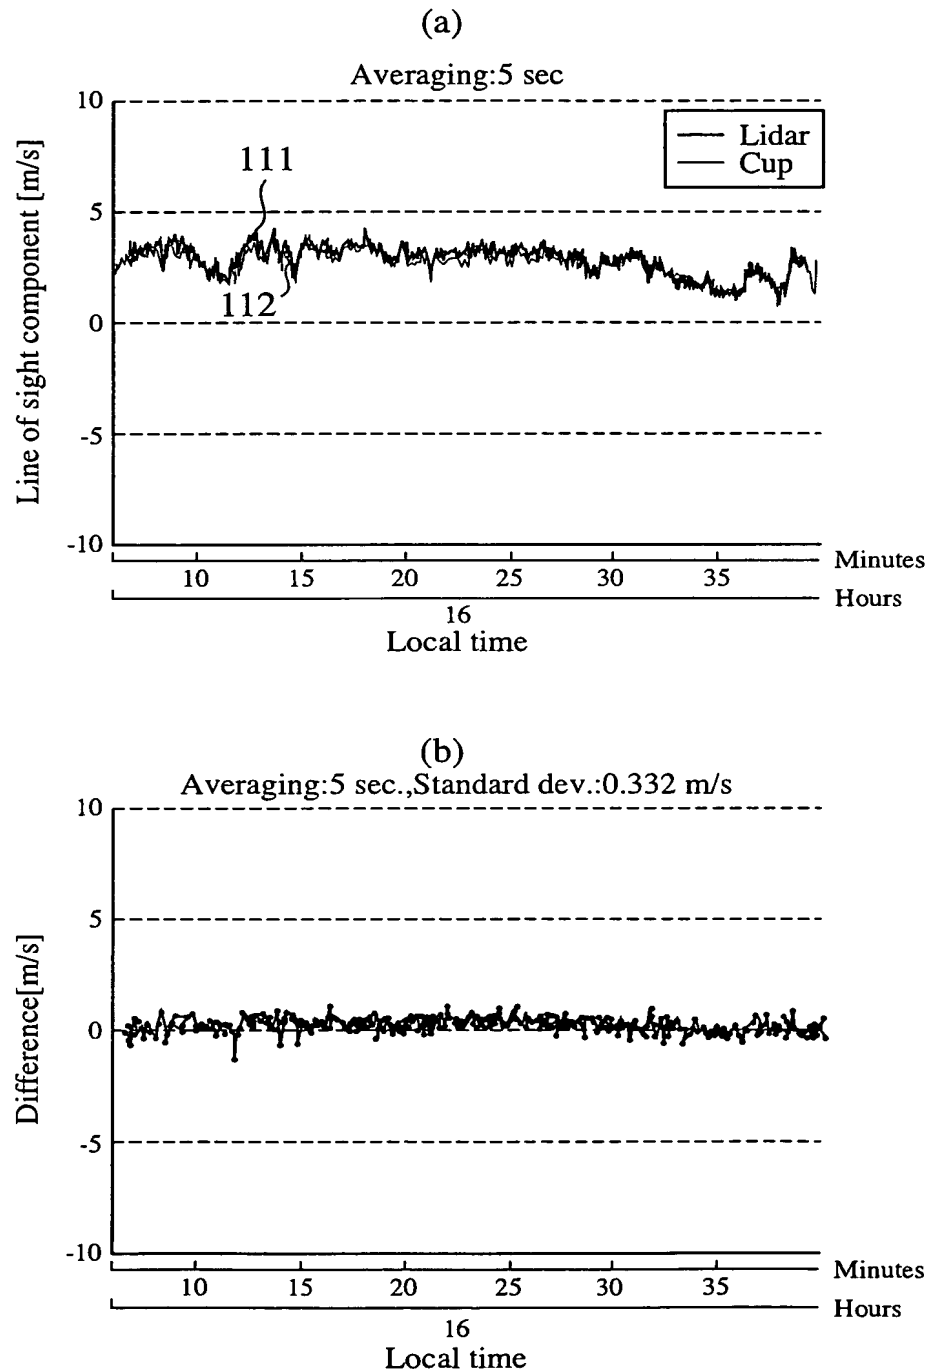 (a)
Averaging:5 sec
Line of sight component [m/s]
10
5
0
-5
-10
Lidar
Cup
111
112
10 15 20 25 30 35
Minutes
Hours
16
Local time
(b)
Averaging:5 sec.,Standard dev.:0.332 m/s
Difference[m/s]
10
5
0
-5
-10
10 15 20 25 30 35
Minutes
Hours
16
Local time